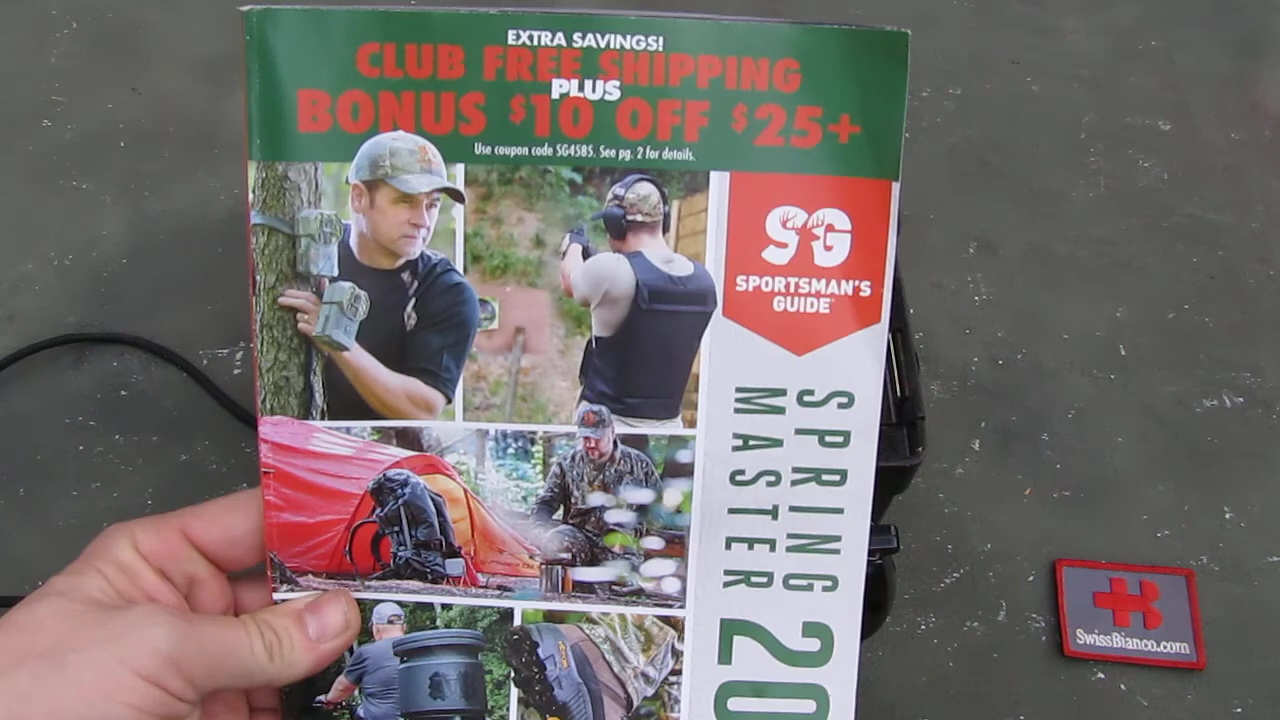 EXTRA SAVINGS!
CLUB FREE SHIPPING
PLUS
BONUS $10 OFF $25+
Use coupon code SG4585. See pg. 2 for details.
SG
SPORTSMAN'S
GUIDE®
SPRING
MASTER
20
SwissBianco.com